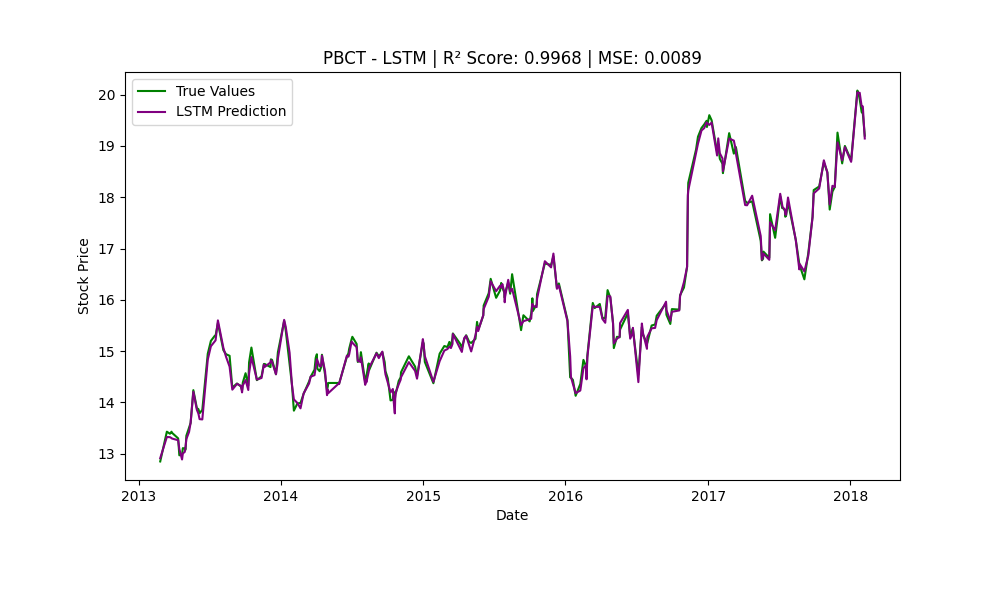 PBCT - LSTM | R² Score: 0.9968 | MSE: 0.0089
True Values
LSTM Prediction
20
19
18
17
16
15
14
13
Stock Price
2013 2014 2015 2016 2017 2018
Date